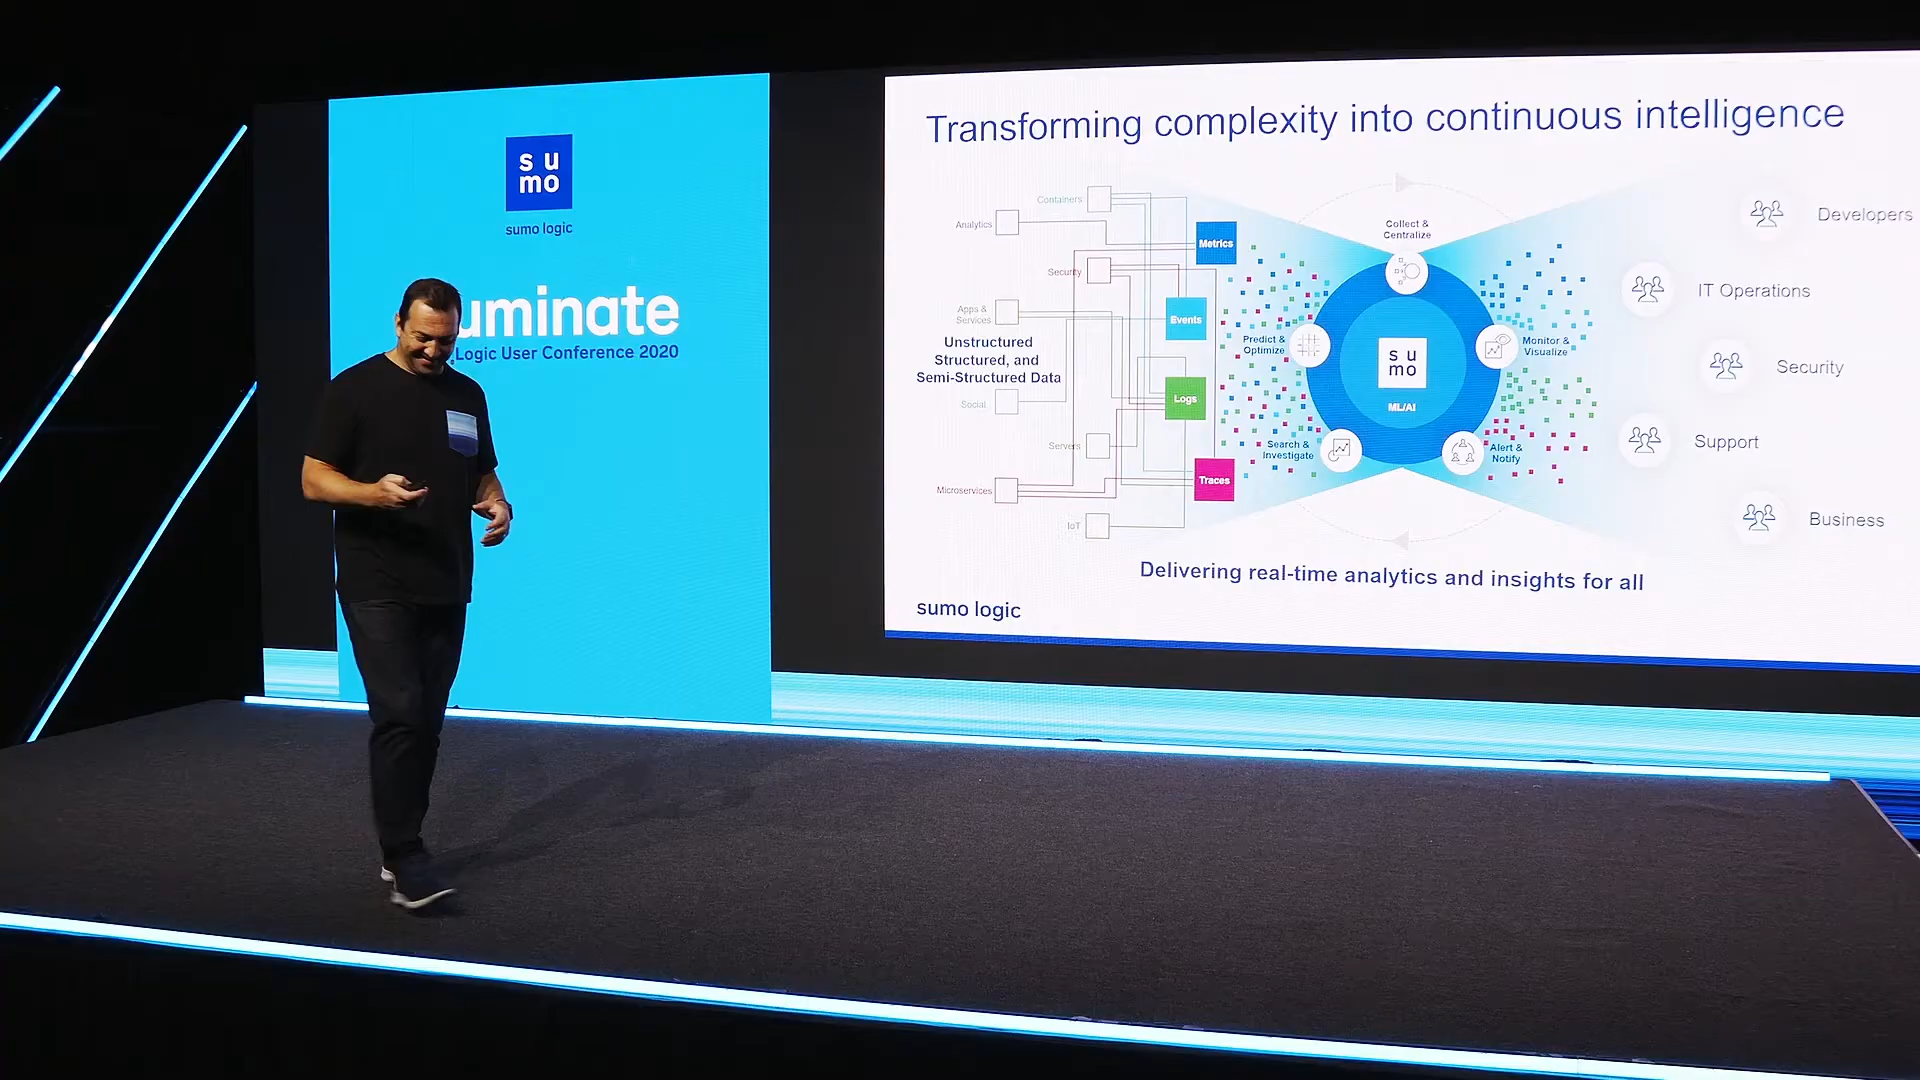 su
mo
sumo logic
uminate
Logic User Conference 2020
Transforming complexity into continuous intelligence
Containers
Analytics
Security
Apps &
Services
Unstructured
Structured, and
Semi-Structured Data
Social
Servers
Microservices
IoT
Metrics
Events
Logs
Traces
Collect &
Centralize
Predict &
Optimize
Monitor &
Visualize
su
mo
ML/AI
Search &
Investigate
Alert &
Notify
Developers
IT Operations
Security
Support
Business
Delivering real-time analytics and insights for all
sumo logic